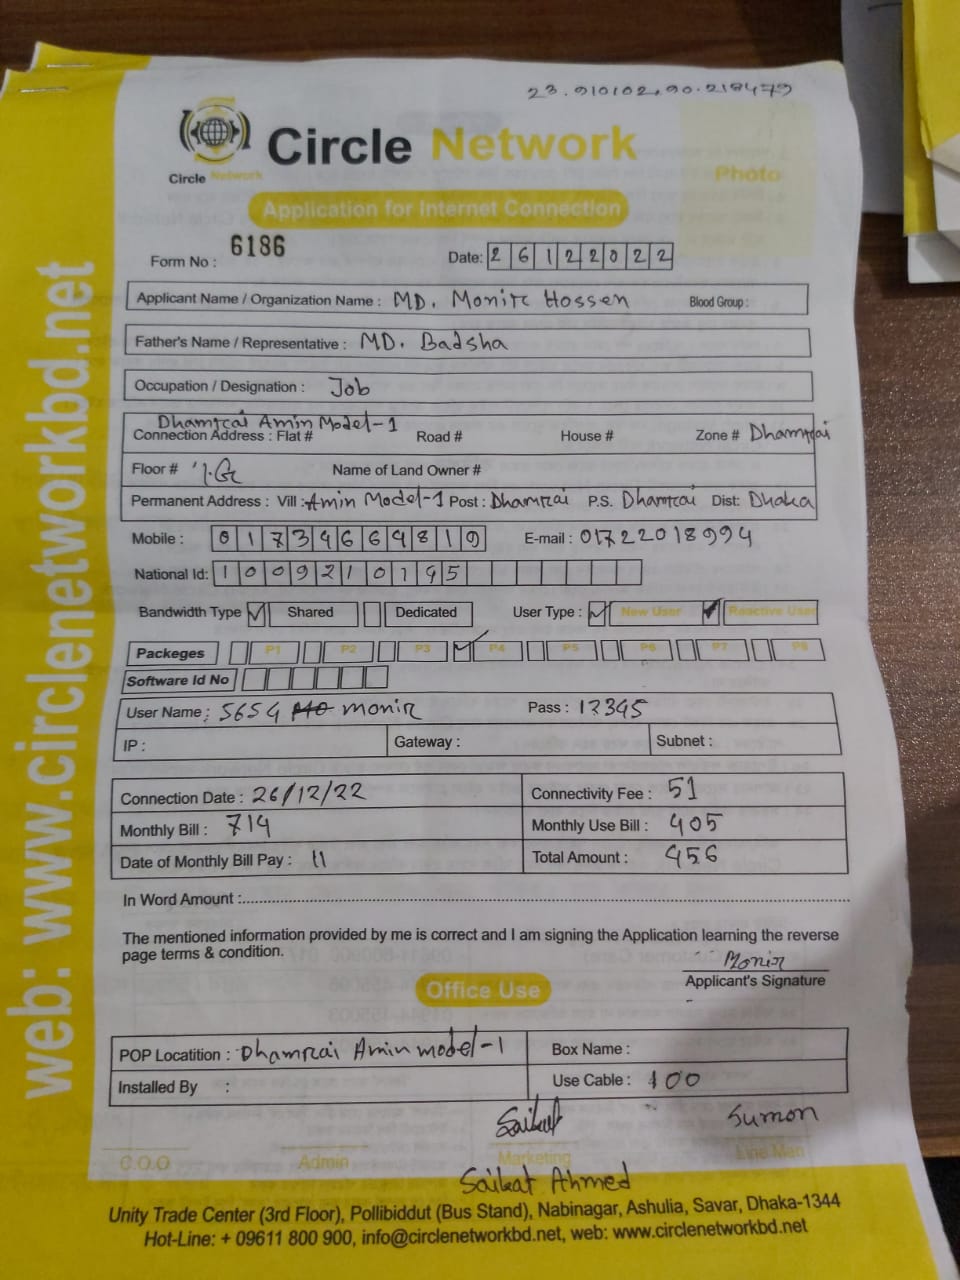 23.910102,90.218479
Circle Network
Circle Network
Photo
Application for Internet Connection
Form No : 6186
Date: 26122022
Applicant Name / Organization Name : MD. Monir Hossen Blood Group :
Father's Name / Representative : MD. Badsha
Occupation / Designation : Job
Dhamrai Amin Model-1
Connection Address : Flat # Road # House # Zone # Dhamrai
Floor # Name of Land Owner #
Permanent Address : Vill : Amin Model-1 Post : Dhamrai P.S. Dhamrai Dist: Dhaka
Mobile : 01734664819 E-mail : 01722018994
National Id: 1009210745
Bandwidth Type Shared Dedicated User Type : New User Reactive User
Packeges P1 P2 P3 P4 P5 P6 P7 P8
Software Id No
User Name : 5654 monir Pass : 12345
IP : Gateway : Subnet :
Connection Date : 26/12/22 Connectivity Fee : 51
Monthly Bill : 714 Monthly Use Bill : 405
Date of Monthly Bill Pay : 11 Total Amount : 456
In Word Amount :
The mentioned information provided by me is correct and I am signing the Application learning the reverse
page terms & condition.
Monir
Applicant's Signature
Office Use
POP Locatition : Dhamrai Amin model-1 Box Name :
Installed By : Use Cable : 100
Saikat Sumon
C.O.O Admin Marketing Line Man
Saikat Ahmed
Unity Trade Center (3rd Floor), Pollibiddut (Bus Stand), Nabinagar, Ashulia, Savar, Dhaka-1344
Hot-Line: + 09611 800 900, info@circlenetworkbd.net, web: www.circlenetworkbd.net
web: www.circlenetworkbd.net